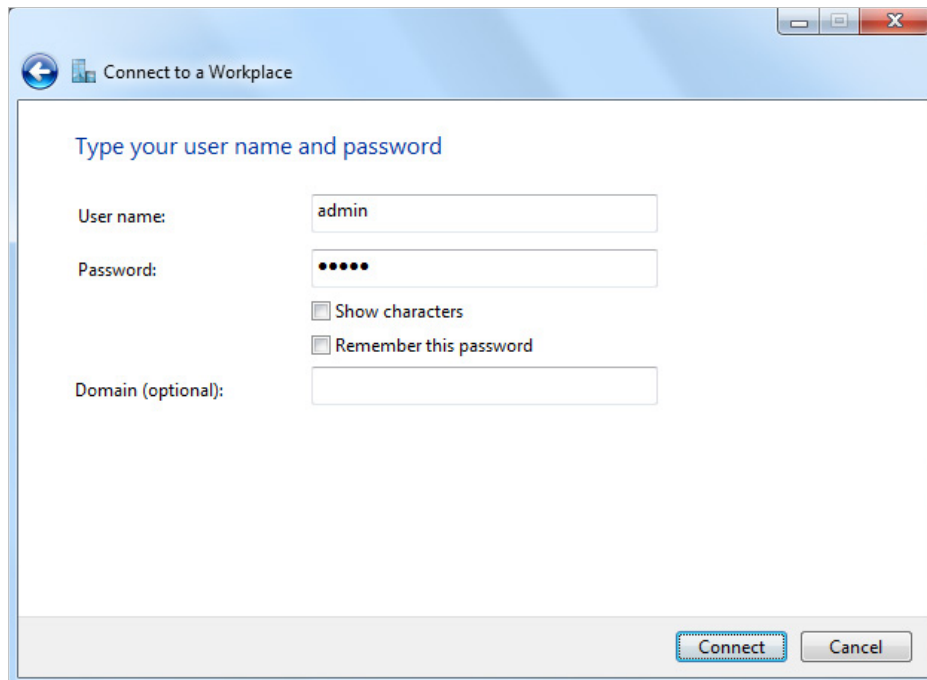 Connect to a Workplace
Type your user name and password
User name: admin
Password: •••••
Show characters
Remember this password
Domain (optional):
Connect Cancel